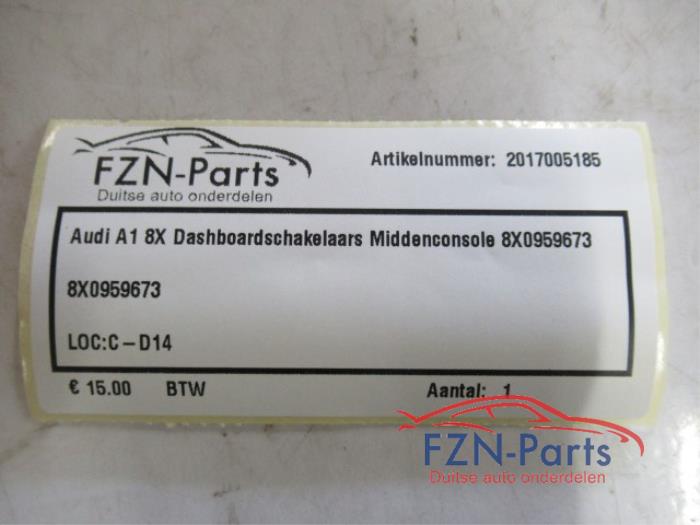 FZN-Parts
Duitse auto onderdelen
Artikelnummer: 2017005185
Audi A1 8X Dashboardschakelaars Middenconsole 8X0959673
8X0959673
LOC:C-D14
€ 15.00 BTW Aantal: 1
FZN-Parts
Duitse auto onderdelen